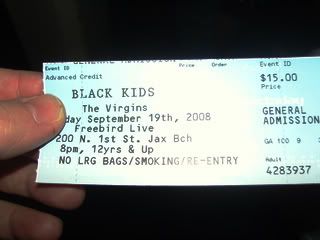 GENERAL ADMISSION
Event ID Price Order Event ID
Advanced Credit $15.00
Price
BLACK KIDS
The Virgins GENERAL
day September 19th, 2008 ADMISSION
Freebird Live
200 N. 1st St. Jax Bch GA 100 9
8pm, 12yrs & Up Adult
NO LRG BAGS/SMOKING/RE-ENTRY 4283937